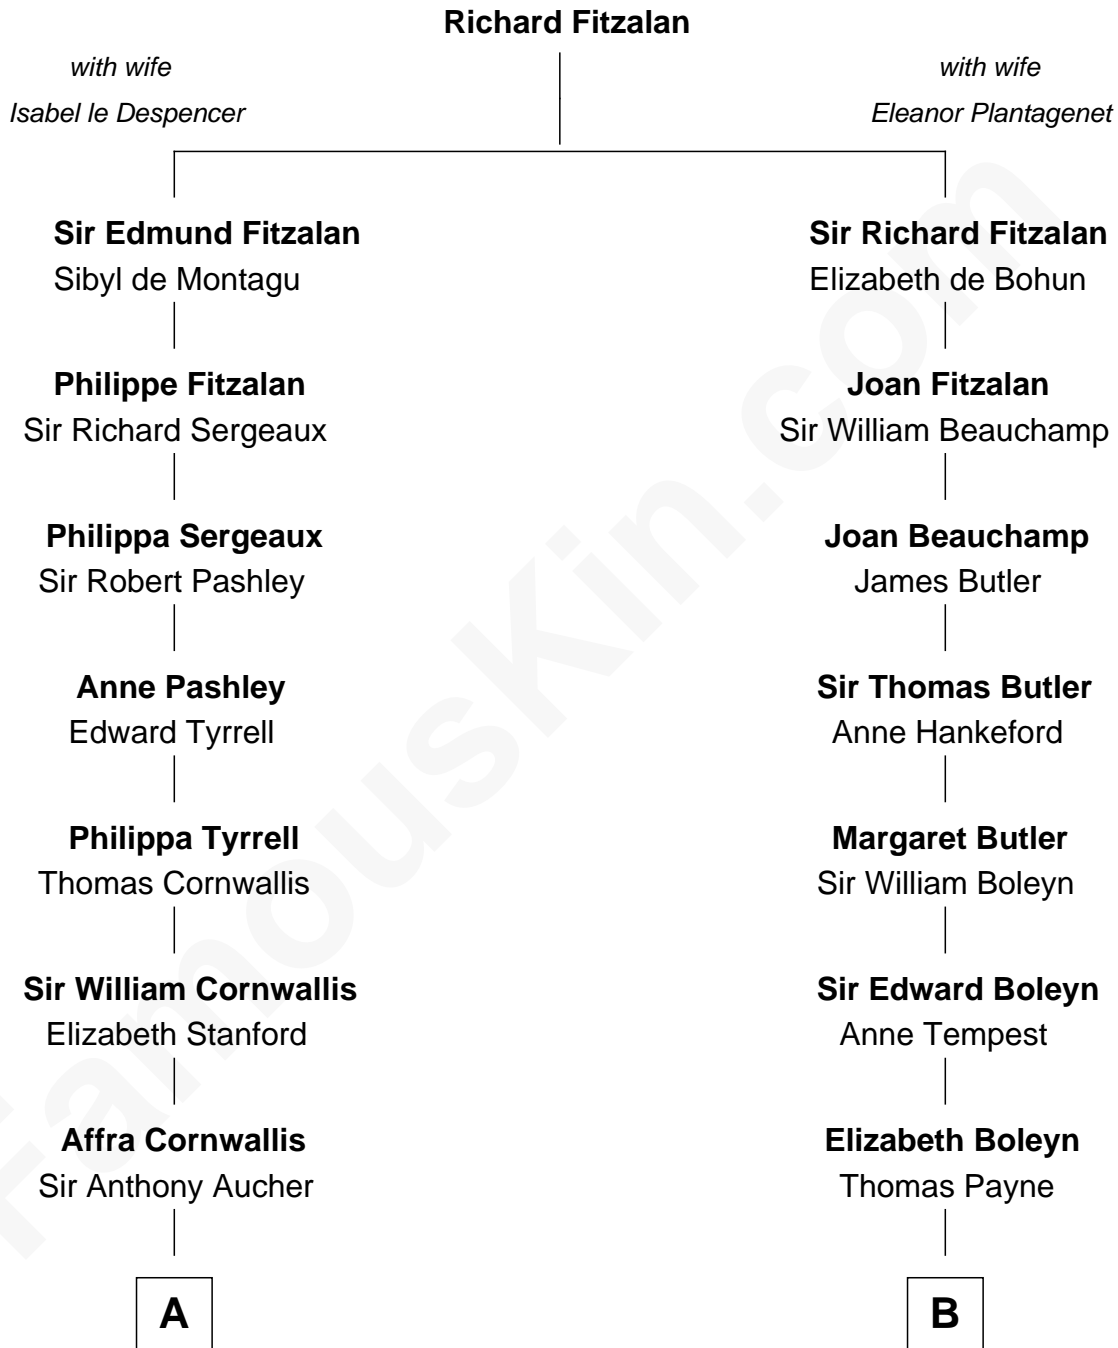 Richard Fitzalan
with wife
Isabel le Despencer
with wife
Eleanor Plantagenet
Sir Edmund Fitzalan
Sibyl de Montagu
Philippe Fitzalan
Sir Richard Sergeaux
Philippa Sergeaux
Sir Robert Pashley
Anne Pashley
Edward Tyrrell
Philippa Tyrrell
Thomas Cornwallis
Sir William Cornwallis
Elizabeth Stanford
Affra Cornwallis
Sir Anthony Aucher
A
Sir Richard Fitzalan
Elizabeth de Bohun
Joan Fitzalan
Sir William Beauchamp
Joan Beauchamp
James Butler
Sir Thomas Butler
Anne Hankeford
Margaret Butler
Sir William Boleyn
Sir Edward Boleyn
Anne Tempest
Elizabeth Boleyn
Thomas Payne
B
FamousKin.com